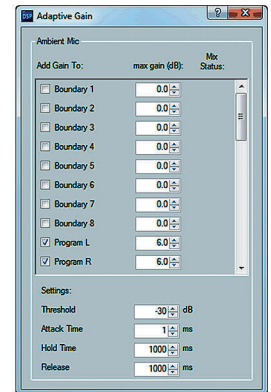 DSP Adaptive Gain
Ambient Mic
Add Gain To: max gain (dB): Mix Status:
Boundary 1 0.0
Boundary 2 0.0
Boundary 3 0.0
Boundary 4 0.0
Boundary 5 0.0
Boundary 6 0.0
Boundary 7 0.0
Boundary 8 0.0
Program L 6.0
Program R 6.0
Settings:
Threshold -30 dB
Attack Time 1 ms
Hold Time 1000 ms
Release 1000 ms